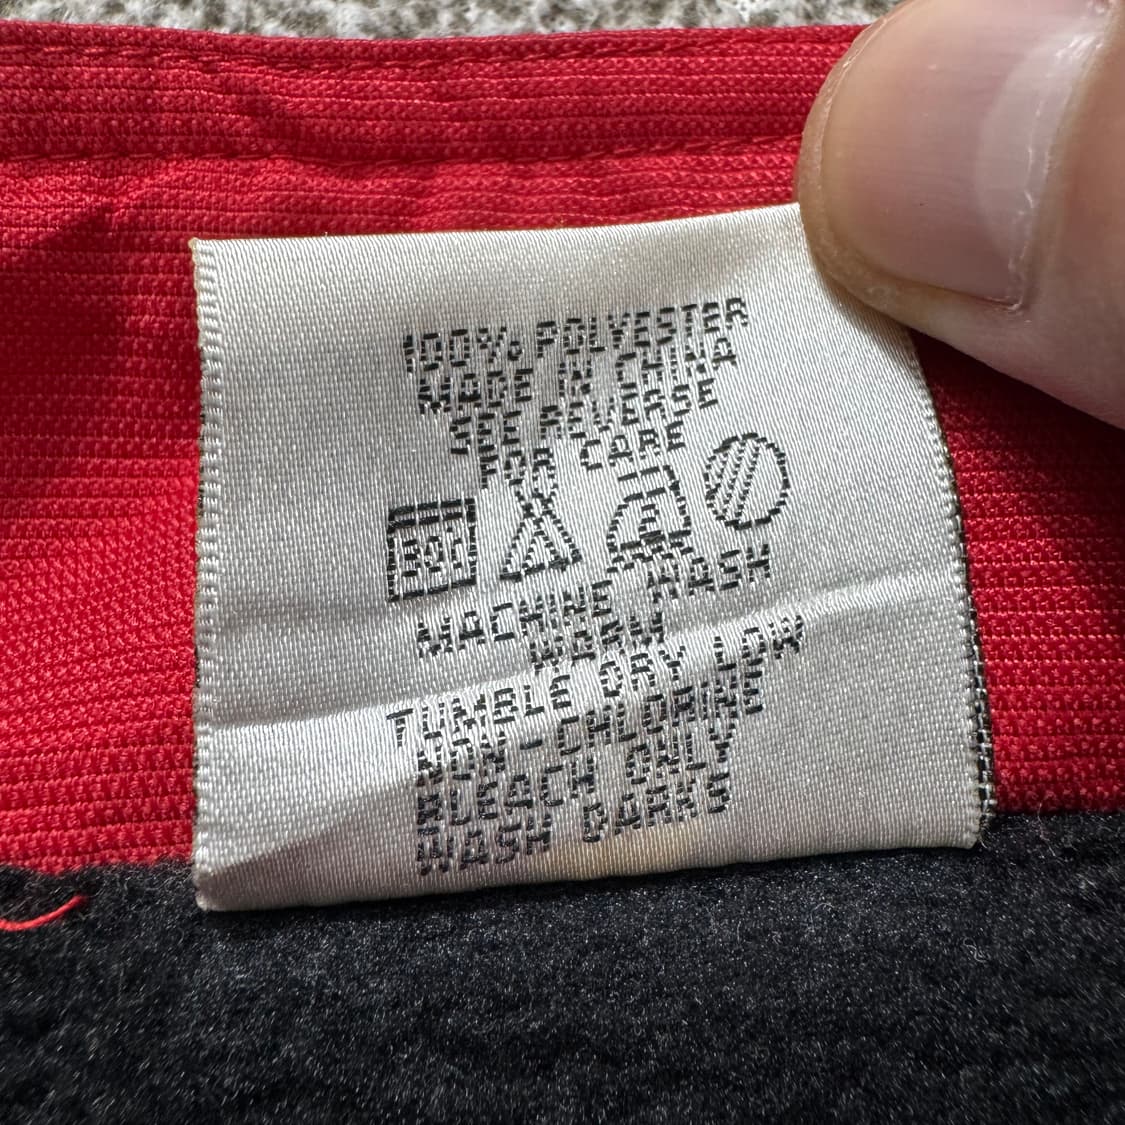 100% POLYESTER
MADE IN CHINA
SEE REVERSE
FOR CARE
MACHINE WASH
WARM
TUMBLE DRY LOW
NON-CHLORINE
BLEACH ONLY
WASH DARKS